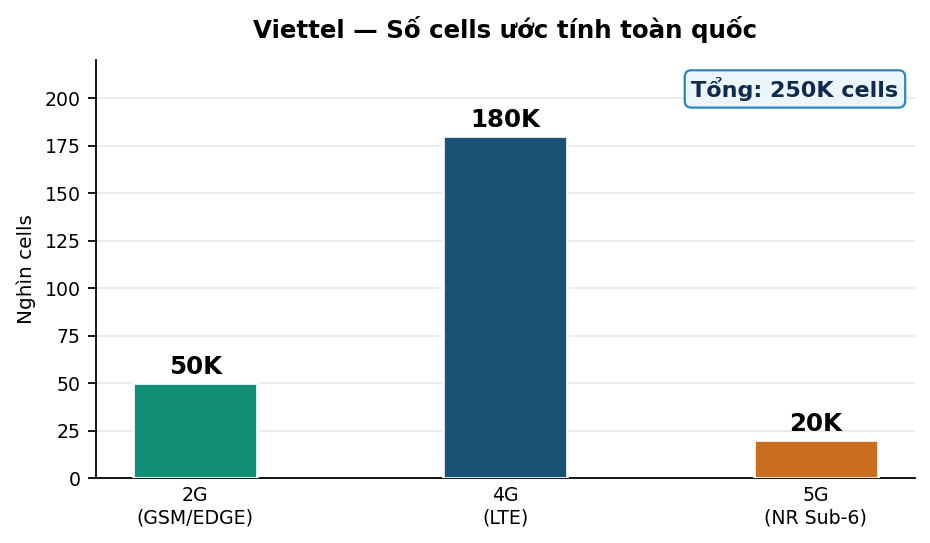 Viettel — Số cells ước tính toàn quốc
Tổng: 250K cells
Nghìn cells
200
175
150
125
100
75
50
25
0
50K
180K
20K
2G
(GSM/EDGE)
4G
(LTE)
5G
(NR Sub-6)